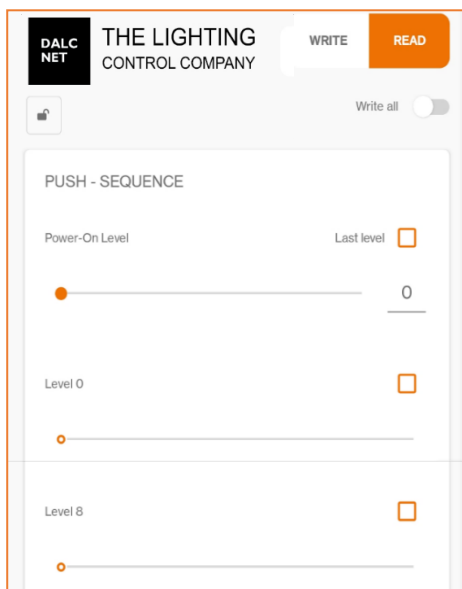 DALC
NET
THE LIGHTING
CONTROL COMPANY
WRITE
READ
Write all
PUSH - SEQUENCE
Power-On Level
Last level
0
Level 0
Level 8